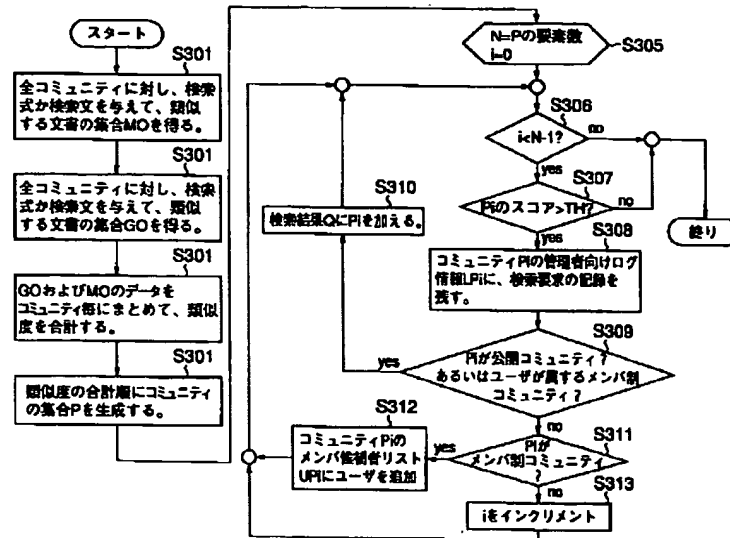 スタート
S301
全コミュニティに対し、検索
式か検索文を与えて、類似
する文書の集合MOを得る。
S301
全コミュニティに対し、検索
式か検索文を与えて、類似
する文書の集合GOを得る。
S301
GOおよびMOのデータを
コミュニティ毎にまとめて、類似
度を合計する。
S301
類似度の合計順にコミュニティ
の集合Pを生成する。
N=Pの要素数
i=0
S305
S306
i<N-1?
no
yes
S307
Piのスコア>TH?
no
yes
S308
コミュニティPiの管理者向けログ
情報LPiに、検索要求の記録を
残す。
S309
Piが公開コミュニティ?
あるいはユーザが属するメンバ制
コミュニティ?
yes
no
S310
検索結果QにPiを加える。
S311
Piが
メンバ制コミュニティ
?
yes
no
S312
コミュニティPiの
メンバ候補者リスト
UPiにユーザを追加
S313
iをインクリメント
終り